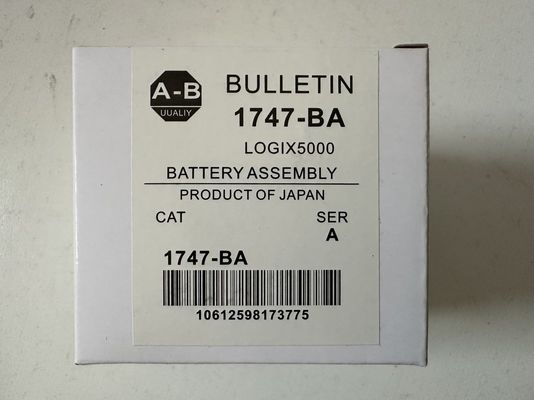 A-B
UUALIY
BULLETIN
1747-BA
LOGIX5000
BATTERY ASSEMBLY
PRODUCT OF JAPAN
CAT SER
A
1747-BA
10612598173775